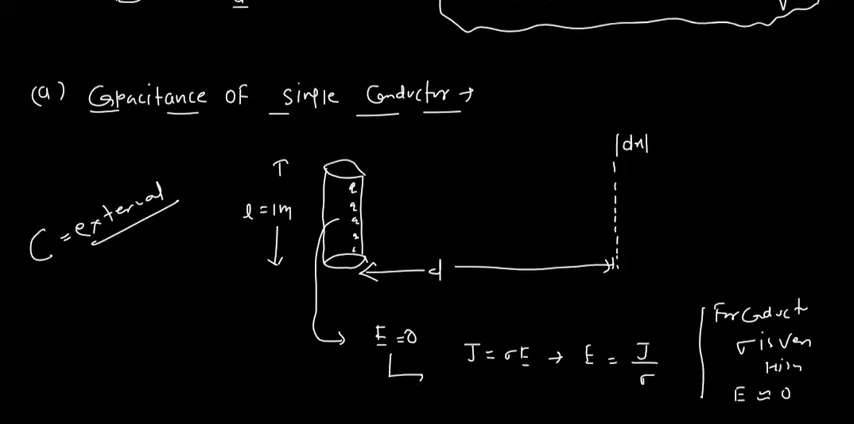 (a) Capacitance OF Single Conductor →
|dx|
C = external
l = 1m
q
q
q
q
d
E = 0
J = σE → E = J/σ
For Conduct
σ is Very
High
E ≈ 0